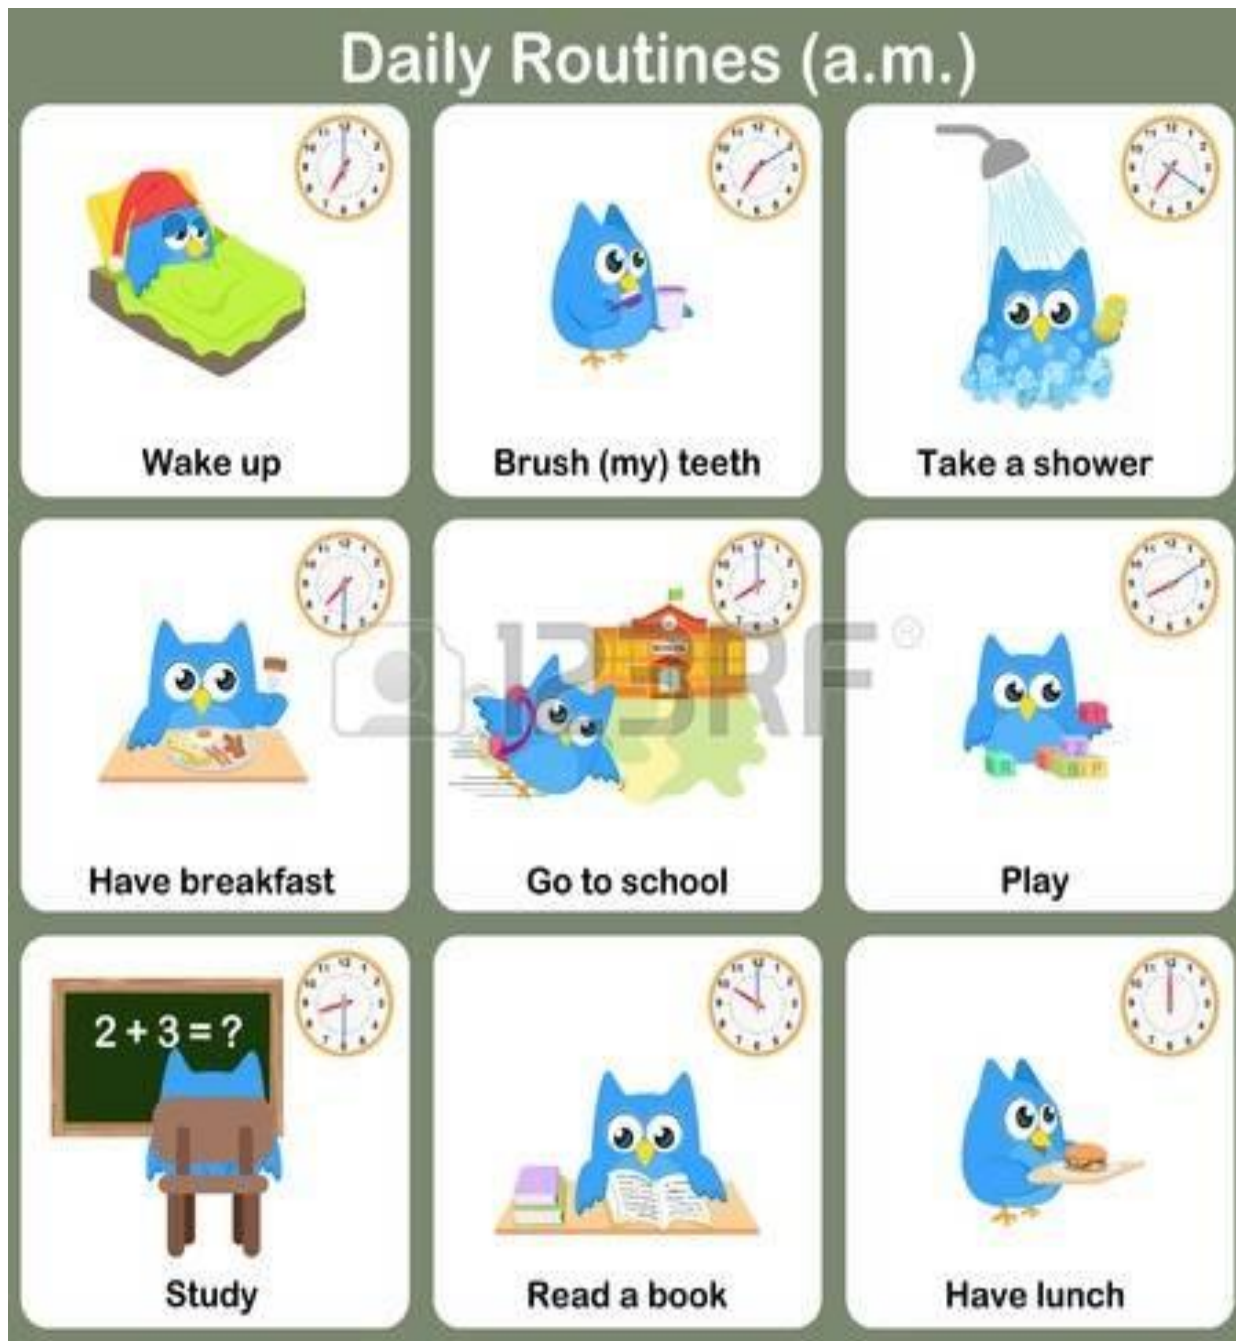 Daily Routines (a.m.)
Wake up
Brush (my) teeth
Take a shower
Have breakfast
Go to school
Play
2 + 3 = ?
Study
Read a book
Have lunch
123RF®